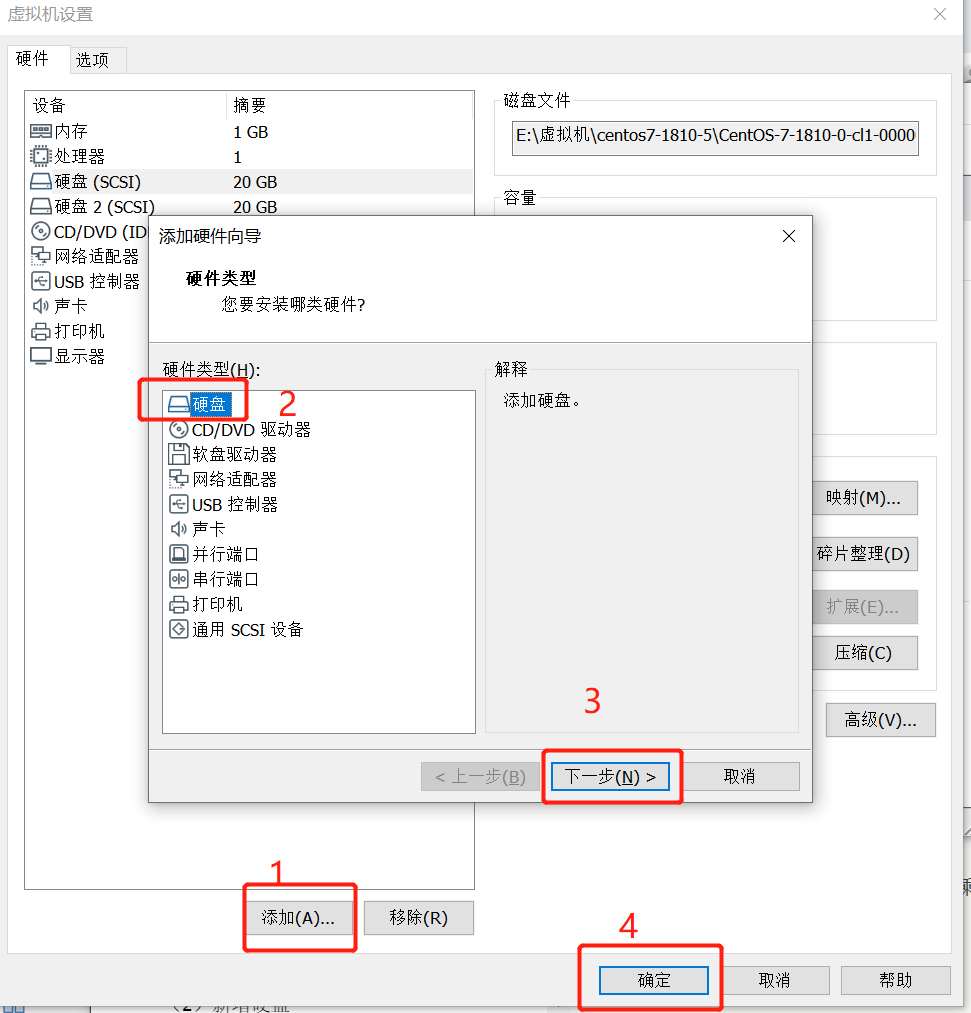 虚拟机设置
硬件
选项
设备
摘要
内存
1 GB
处理器
1
硬盘 (SCSI)
20 GB
硬盘 2 (SCSI)
20 GB
CD/DVD (ID
网络适配器
USB 控制器
声卡
打印机
显示器
磁盘文件
E:\虚拟机\centos7-1810-5\CentOS-7-1810-0-cl1-0000
容量
添加硬件向导
硬件类型
您要安装哪类硬件?
硬件类型(H):
硬盘
2
CD/DVD 驱动器
软盘驱动器
网络适配器
USB 控制器
声卡
并行端口
串行端口
打印机
通用 SCSI 设备
解释
添加硬盘。
3
< 上一步(B)
下一步(N) >
取消
映射(M)...
碎片整理(D)
扩展(E)...
压缩(C)
高级(V)...
1
添加(A)...
移除(R)
4
确定
取消
帮助
（2）新增硬盘